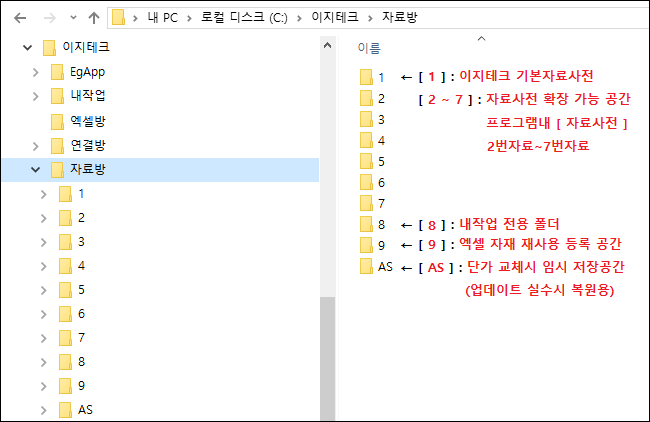 내 PC > 로컬 디스크 (C:) > 이지테크 > 자료방
이지테크
EgApp
내작업
엑셀방
연결방
자료방
1
2
3
4
5
6
7
8
9
AS
이름
1 ← [ 1 ] : 이지테크 기본자료사전
2 [ 2 ~ 7 ] : 자료사전 확장 가능 공간
3 프로그램내 [ 자료사전 ]
4 2번자료~7번자료
5
6
7
8 ← [ 8 ] : 내작업 전용 폴더
9 ← [ 9 ] :엑셀 자재 재사용 등록 공간
AS ← [ AS ] : 단가 교체시 임시 저장공간
(업데이트 실수시 복원용)